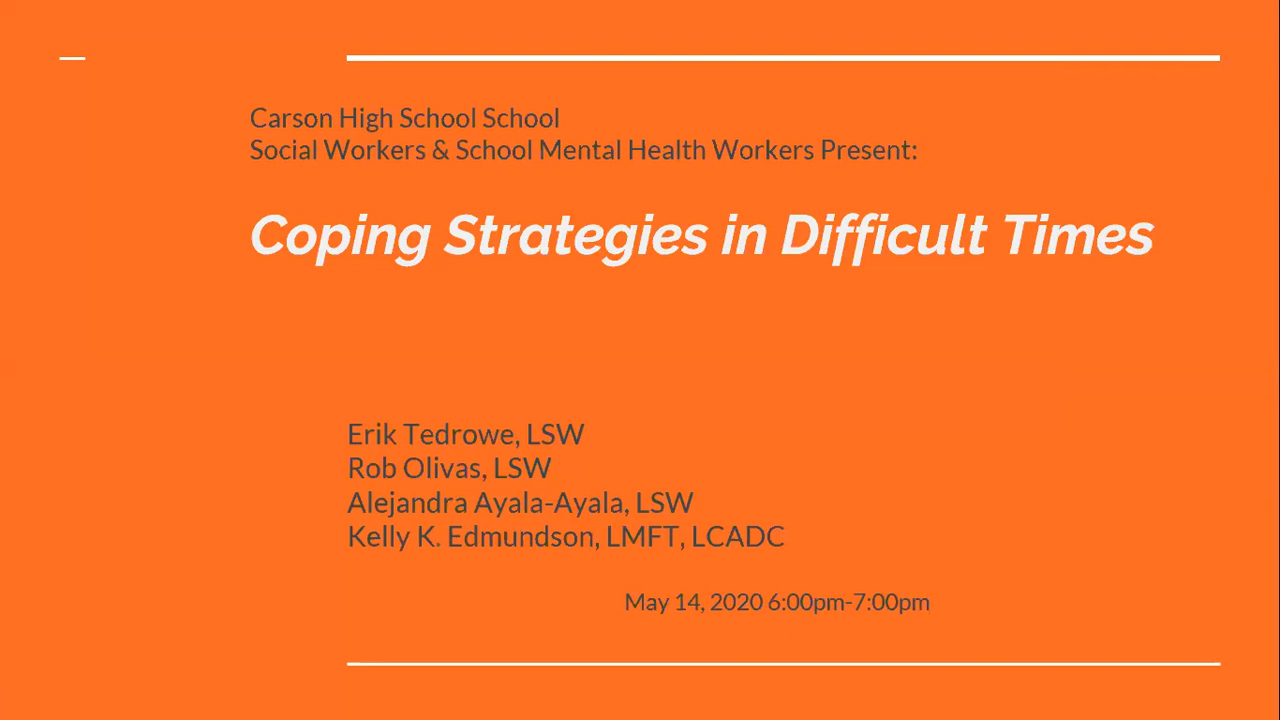 Carson High School School
Social Workers & School Mental Health Workers Present:
Coping Strategies in Difficult Times
Erik Tedrowe, LSW
Rob Olivas, LSW
Alejandra Ayala-Ayala, LSW
Kelly K. Edmundson, LMFT, LCADC
May 14, 2020 6:00pm-7:00pm